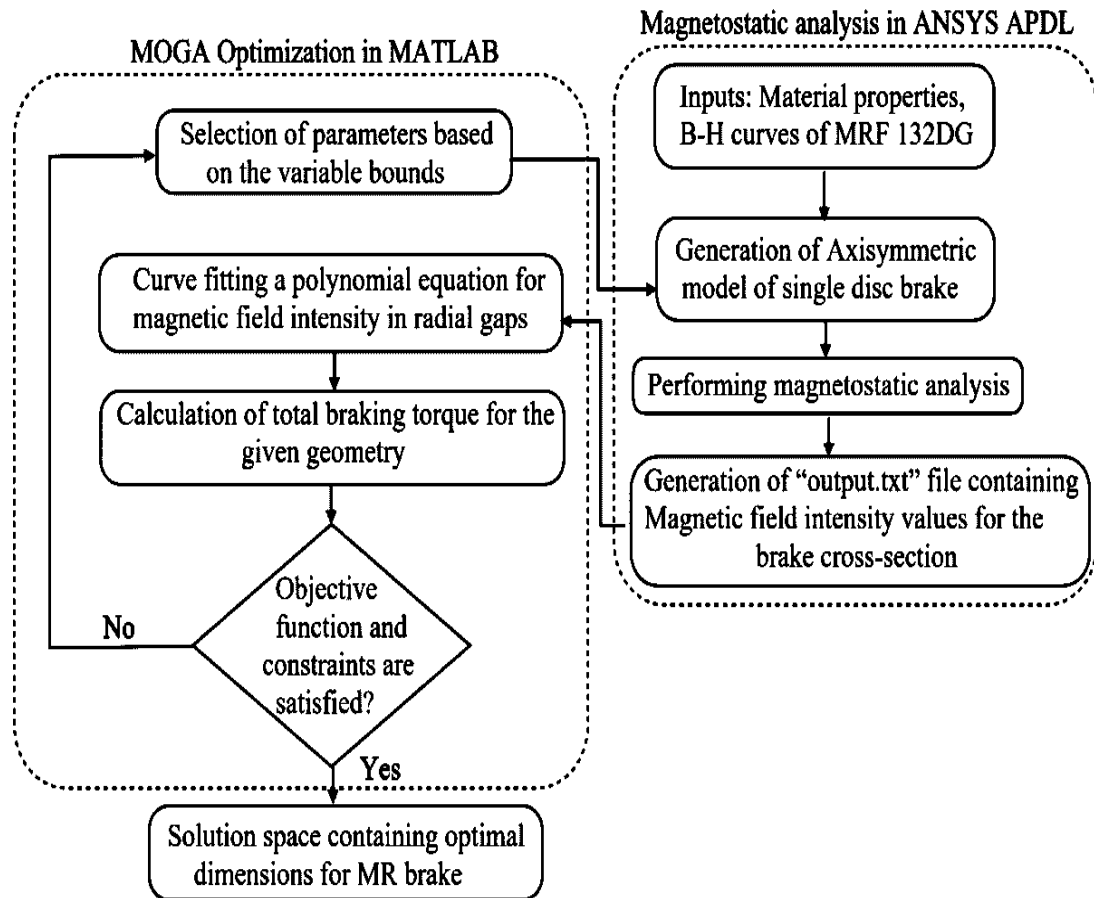 MOGA Optimization in MATLAB
Selection of parameters based
on the variable bounds
Curve fitting a polynomial equation for
magnetic field intensity in radial gaps
Calculation of total braking torque for the
given geometry
Objective
function and
constraints are
satisfied?
No
Yes
Solution space containing optimal
dimensions for MR brake
Magnetostatic analysis in ANSYS APDL
Inputs: Material properties,
B-H curves of MRF 132DG
Generation of Axisymmetric
model of single disc brake
Performing magnetostatic analysis
Generation of “output.txt” file containing
Magnetic field intensity values for the
brake cross-section